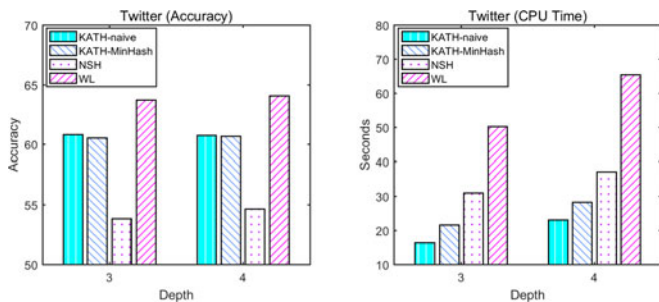 Twitter (Accuracy)
70
65
60
55
50
Accuracy
KATH-naive
KATH-MinHash
NSH
WL
3
4
Depth
Twitter (CPU Time)
80
70
60
50
40
30
20
10
Seconds
KATH-naive
KATH-MinHash
NSH
WL
3
4
Depth